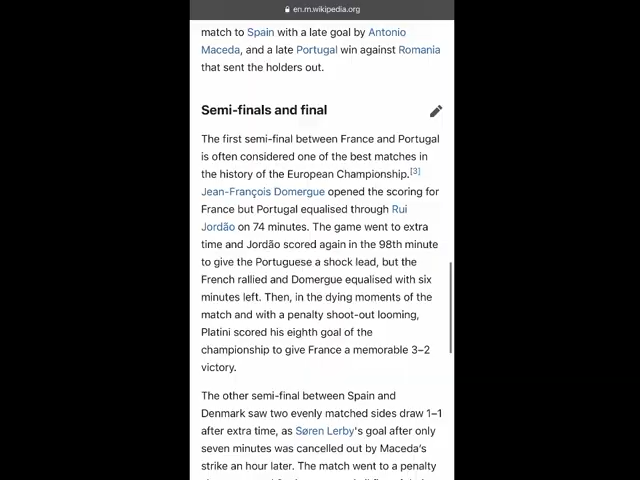 en.m.wikipedia.org
match to Spain with a late goal by Antonio
Maceda, and a late Portugal win against Romania
that sent the holders out.
Semi-finals and final
The first semi-final between France and Portugal
is often considered one of the best matches in
the history of the European Championship.[3]
Jean-François Domergue opened the scoring for
France but Portugal equalised through Rui
Jordão on 74 minutes. The game went to extra
time and Jordão scored again in the 98th minute
to give the Portuguese a shock lead, but the
French rallied and Domergue equalised with six
minutes left. Then, in the dying moments of the
match and with a penalty shoot-out looming,
Platini scored his eighth goal of the
championship to give France a memorable 3–2
victory.
The other semi-final between Spain and
Denmark saw two evenly matched sides draw 1–1
after extra time, as Søren Lerby's goal after only
seven minutes was cancelled out by Maceda's
strike an hour later. The match went to a penalty